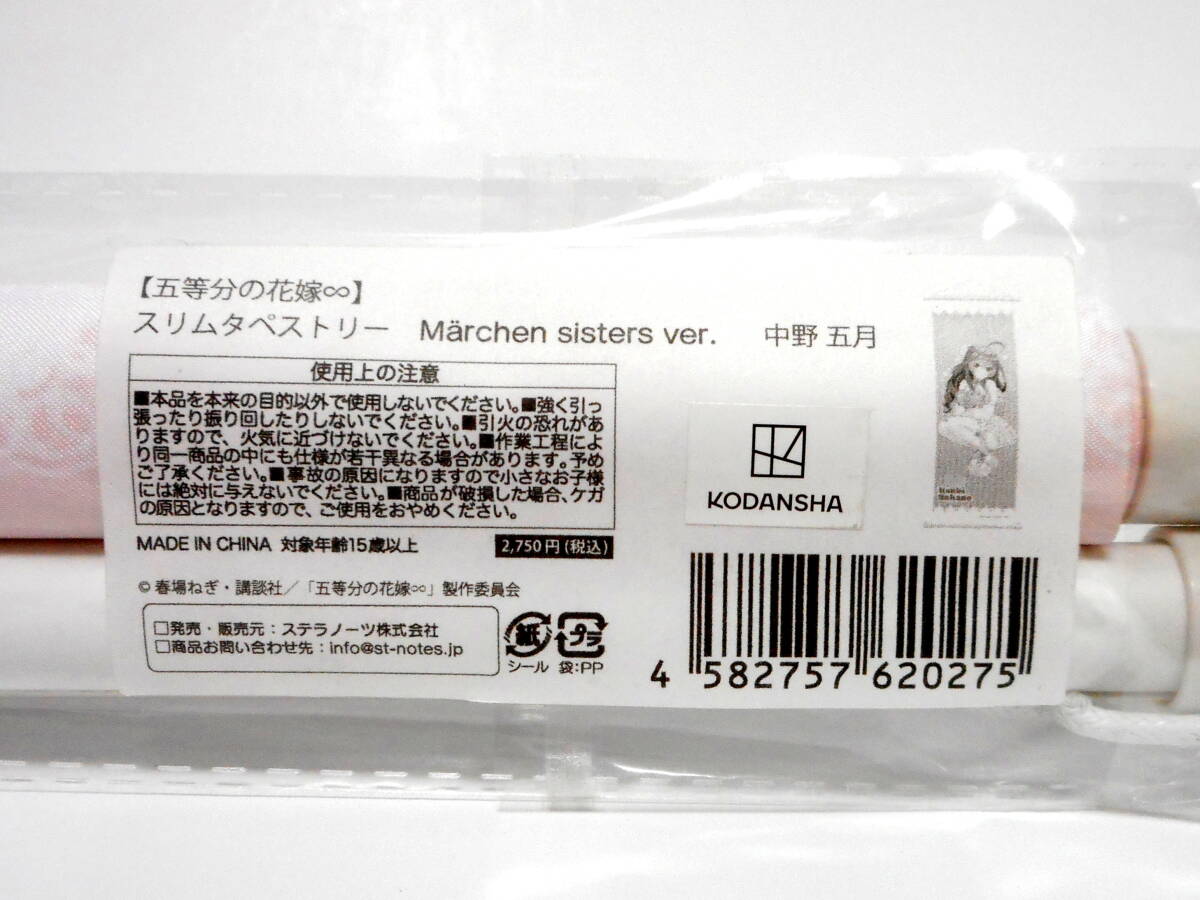 【五等分の花嫁∞】
スリムタペストリー　Märchen sisters ver.　中野 五月
使用上の注意
■本品を本来の目的以外で使用しないでください。■強く引っ
張ったり振り回したりしないでください。■引火の恐れがあ
りますので、火気に近づけないでください。■作業工程によ
り同一商品の中にも仕様が若干異なる場合があります。予め
ご了承ください。■事故の原因になりますので小さなお子様
には絶対に与えないでください。■商品が破損した場合、ケガ
の原因となりますので、ご使用をおやめください。
MADE IN CHINA 対象年齢15歳以上
2,750円(税込)
© 春場ねぎ・講談社／「五等分の花嫁∞」製作委員会
□発売・販売元：ステラノーツ株式会社
□商品お問い合わせ先：info@st-notes.jp
紙
シール
プラ
袋:PP
KODANSHA
Itsuki
Nakano
4 582757 620275